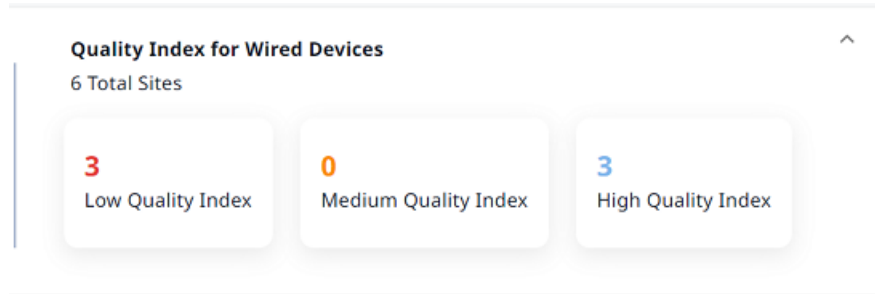 Quality Index for Wired Devices
6 Total Sites
3
Low Quality Index
0
Medium Quality Index
3
High Quality Index